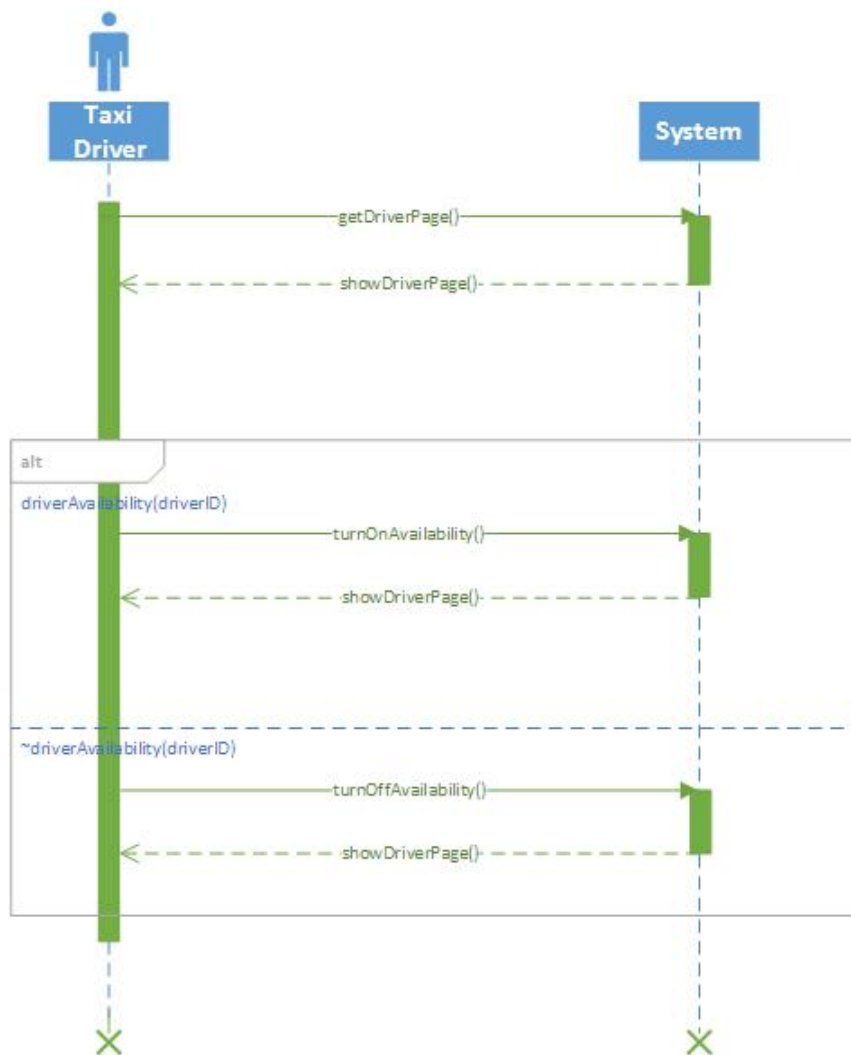 Taxi
Driver
System
getDriverPage()
showDriverPage()
alt
driverAvailability(driverID)
turnOnAvailability()
showDriverPage()
~driverAvailability(driverID)
turnOffAvailability()
showDriverPage()